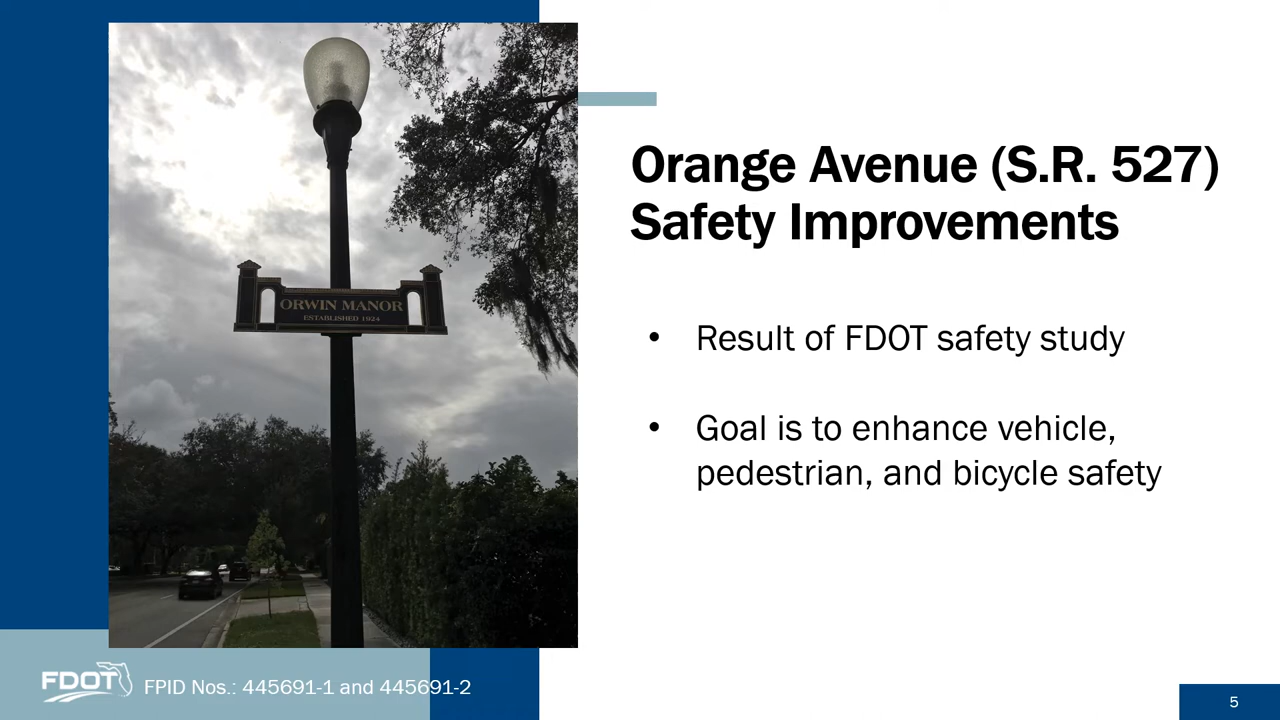 ORWIN MANOR
ESTABLISHED 1924
Orange Avenue (S.R. 527)
Safety Improvements
• Result of FDOT safety study
• Goal is to enhance vehicle,
pedestrian, and bicycle safety
FDOT
FPID Nos.: 445691-1 and 445691-2
5